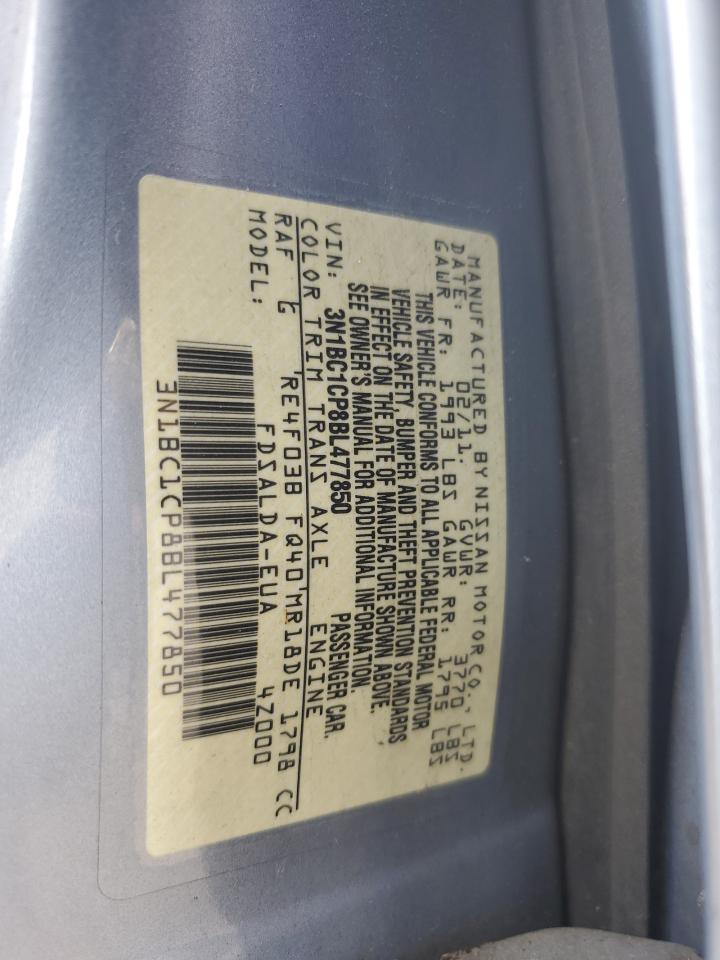 MANUFACTURED BY NISSAN MOTOR CO., LTD.
DATE: 02/11. GVWR: 3770 LBS
GAWR FR: 1993 LBS GAWR RR: 1795 LBS
THIS VEHICLE CONFORMS TO ALL APPLICABLE FEDERAL MOTOR
VEHICLE SAFETY, BUMPER AND THEFT PREVENTION STANDARDS
IN EFFECT ON THE DATE OF MANUFACTURE SHOWN ABOVE.
SEE OWNER'S MANUAL FOR ADDITIONAL INFORMATION.
VIN: 3N1BC1CP8BL477850 PASSENGER CAR.
COLOR TRIM TRANS AXLE ENGINE
RAF G 'RE4F03B FQ40'MR18DE 1798 CC
MODEL: FDSALDA-EUA 4Z000
3N1BC1CP8BL477850